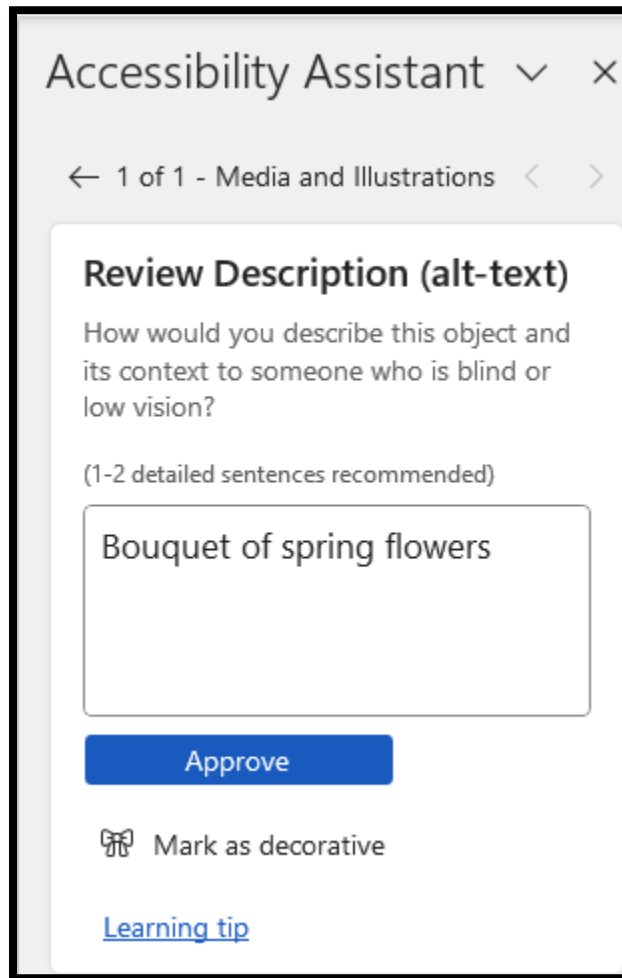 Accessibility Assistant
1 of 1 - Media and Illustrations
Review Description (alt-text)
How would you describe this object and
its context to someone who is blind or
low vision?
(1-2 detailed sentences recommended)
Bouquet of spring flowers
Approve
Mark as decorative
Learning tip